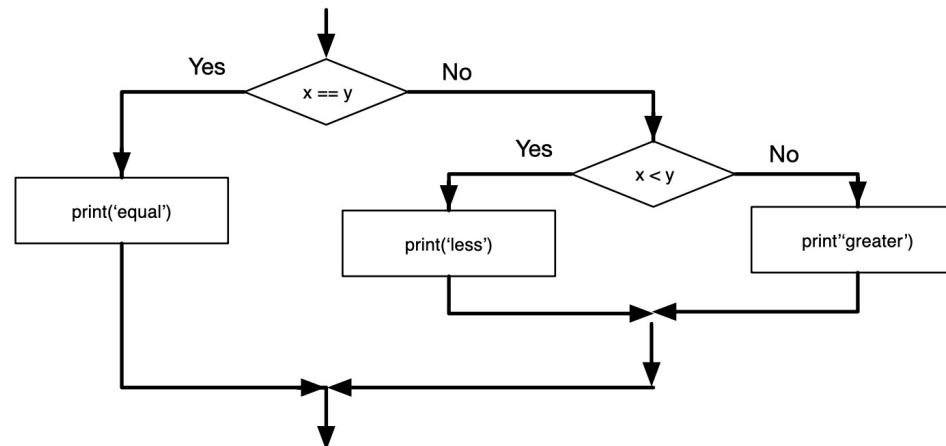 Yes
No
x == y
Yes
No
x < y
print(‘equal’)
print(‘less’)
print’‘greater’)